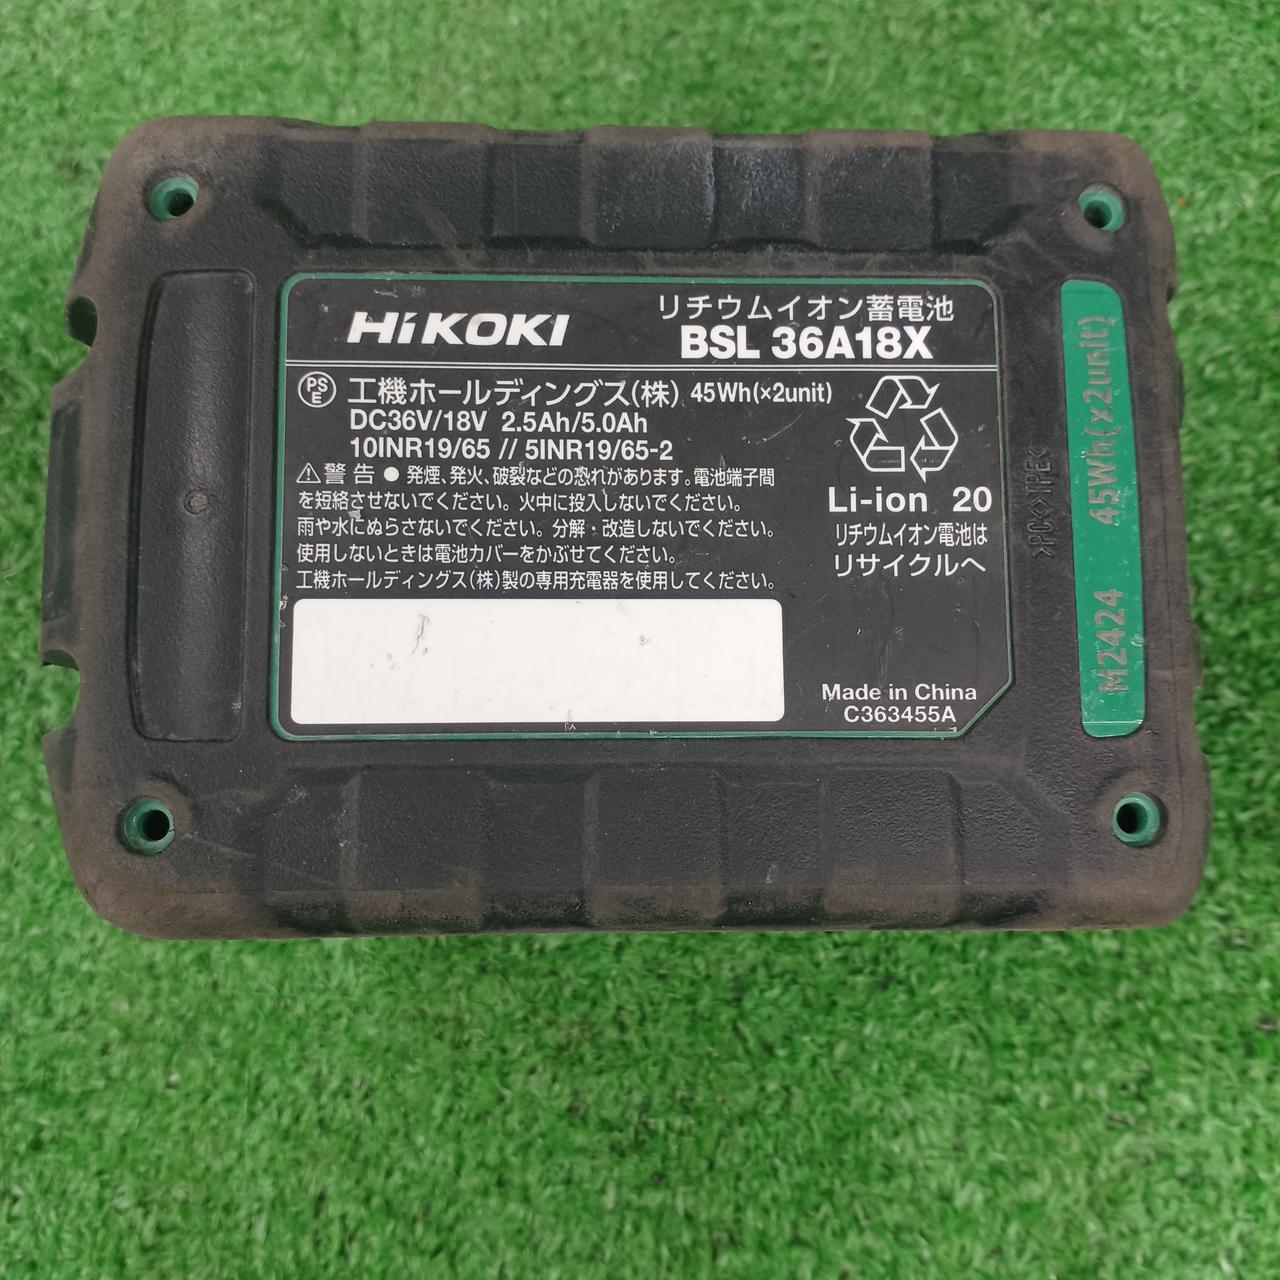 HiKOKI
リチウムイオン蓄電池
BSL 36A18X
PSE 工機ホールディングス(株) 45Wh(×2unit)
DC36V/18V 2.5Ah/5.0Ah
10INR19/65 // 5INR19/65-2
⚠警告 ● 発煙、発火、破裂などの恐れがあります。電池端子間
を短絡させないでください。火中に投入しないでください。
雨や水にぬらさないでください。分解・改造しないでください。
使用しないときは電池カバーをかぶせてください。
工機ホールディングス(株)製の専用充電器を使用してください。
Li-ion 20
リチウムイオン電池は
リサイクルへ
Made in China
C363455A
>PC<>TPE<
M2424 45Wh(×2unit)